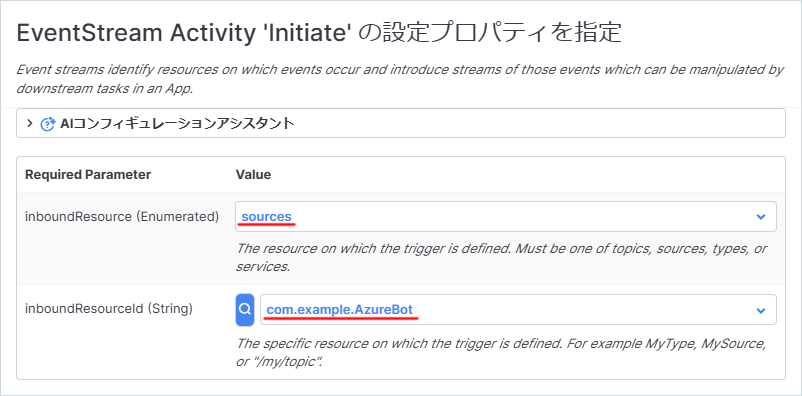 EventStream Activity 'Initiate' の設定プロパティを指定
Event streams identify resources on which events occur and introduce streams of those events which can be manipulated by
downstream tasks in an App.
AIコンフィギュレーションアシスタント
Required Parameter Value
inboundResource (Enumerated) sources
The resource on which the trigger is defined. Must be one of topics, sources, types, or
services.
inboundResourceId (String) com.example.AzureBot
The specific resource on which the trigger is defined. For example MyType, MySource,
or "/my/topic".